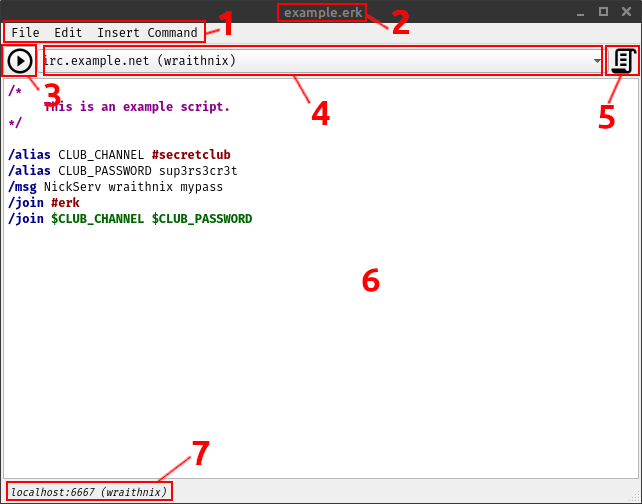 example.erk
2
File Edit Insert Command
1
irc.example.net (wraithnix)
3
4
5
/*
This is an example script.
*/
/alias CLUB_CHANNEL #secretclub
/alias CLUB_PASSWORD sup3rs3cr3t
/msg NickServ wraithnix mypass
/join #erk
/join $CLUB_CHANNEL $CLUB_PASSWORD
6
7
localhost:6667 (wraithnix)